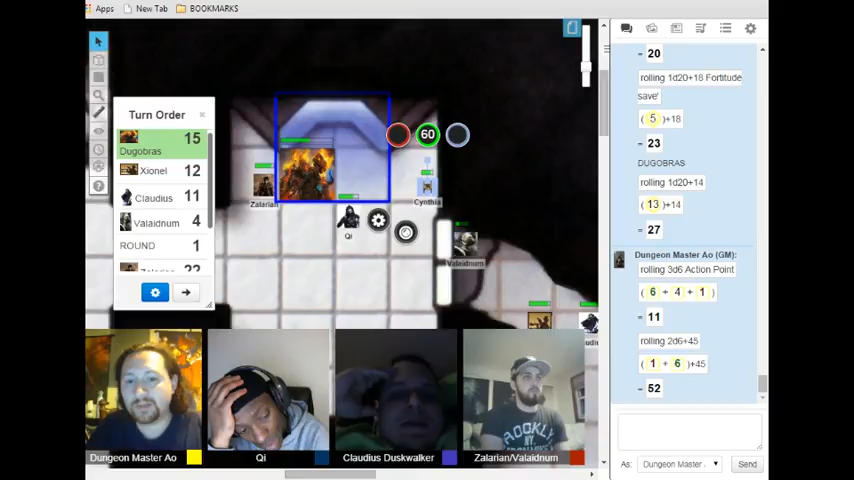 Apps New Tab BOOKMARKS
Turn Order ×
Dugobras 15
Xionel 12
Claudius 11
Valaidnum 4
ROUND 1
22
60
Zalarian
Cynthia
Qi
Valaidnum
Dungeon Master Ao
Qi
Claudius Duskwalker
Zalarian/Valaidnum
ROCKLY
= 20
rolling 1d20+18 Fortitude
save'
( 5 )+18
= 23
DUGOBRAS
rolling 1d20+14
( 13 )+14
= 27
Dungeon Master Ao (GM):
rolling 3d6 Action Point
( 6 + 4 + 1 )
= 11
rolling 2d6+45
( 1 + 6 )+45
= 52
As: Dungeon Master Send